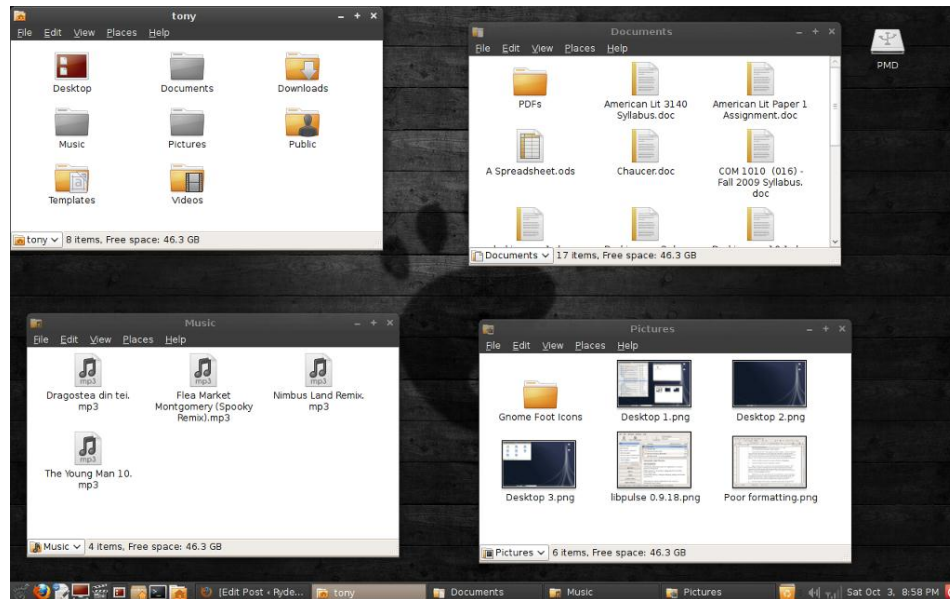 tony
File Edit View Places Help
Desktop
Documents
Downloads
Music
Pictures
Public
Templates
Videos
tony 8 items, Free space: 46.3 GB
Documents
File Edit View Places Help
PDFs
American Lit 3140
Syllabus.doc
American Lit Paper 1
Assignment.doc
A Spreadsheet.ods
Chaucer.doc
COM 1010 (016) -
Fall 2009 Syllabus.
doc
Documents 17 items, Free space: 46.3 GB
PMD
Music
File Edit View Places Help
mp3
Dragostea din tei.
mp3
mp3
Flea Market
Montgomery (Spooky
Remix).mp3
mp3
Nimbus Land Remix.
mp3
mp3
The Young Man 10.
mp3
Music 4 items, Free space: 46.3 GB
Pictures
File Edit View Places Help
Gnome Foot Icons
Desktop 1.png
Desktop 2.png
Desktop 3.png
libpulse 0.9.18.png
Poor formatting.png
Pictures 6 items, Free space: 46.3 GB
[Edit Post ‹ Ryde... tony Documents Music Pictures Sat Oct 3, 8:58 PM